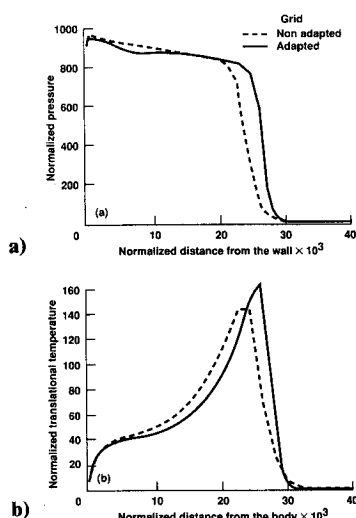 Grid
Non adapted
Adapted
1000
800
600
400
200
Normalized pressure
(a)
0
10
20
30
40
a)
Normalized distance from the wall × 10³
160
140
120
100
80
60
40
20
Normalized translational temperature
(b)
0
10
20
30
40
b)
Normalized distance from the body × 10³